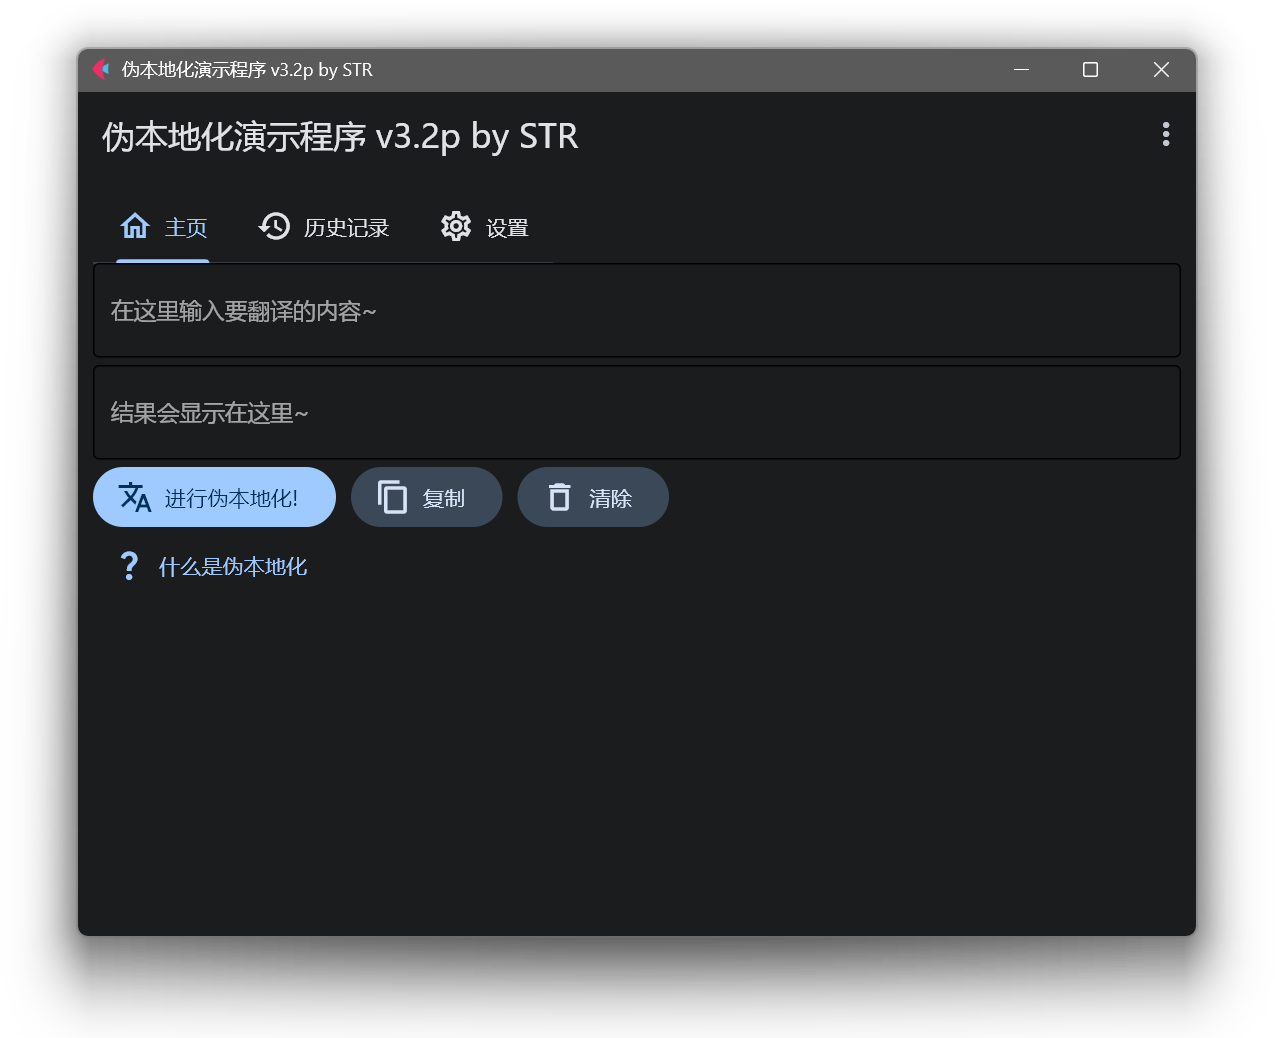 伪本地化演示程序 v3.2p by STR
伪本地化演示程序 v3.2p by STR
主页 历史记录 设置
在这里输入要翻译的内容~
结果会显示在这里~
进行伪本地化! 复制 清除
? 什么是伪本地化